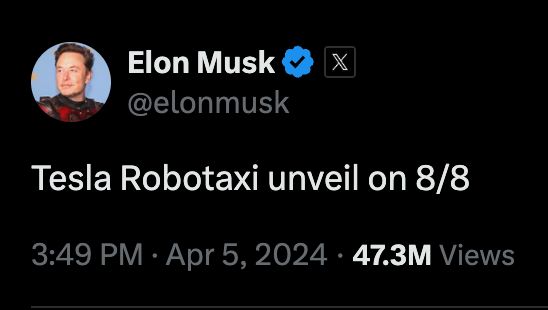 Elon Musk 𝕏
@elonmusk
Tesla Robotaxi unveil on 8/8
3:49 PM · Apr 5, 2024 · 47.3M Views